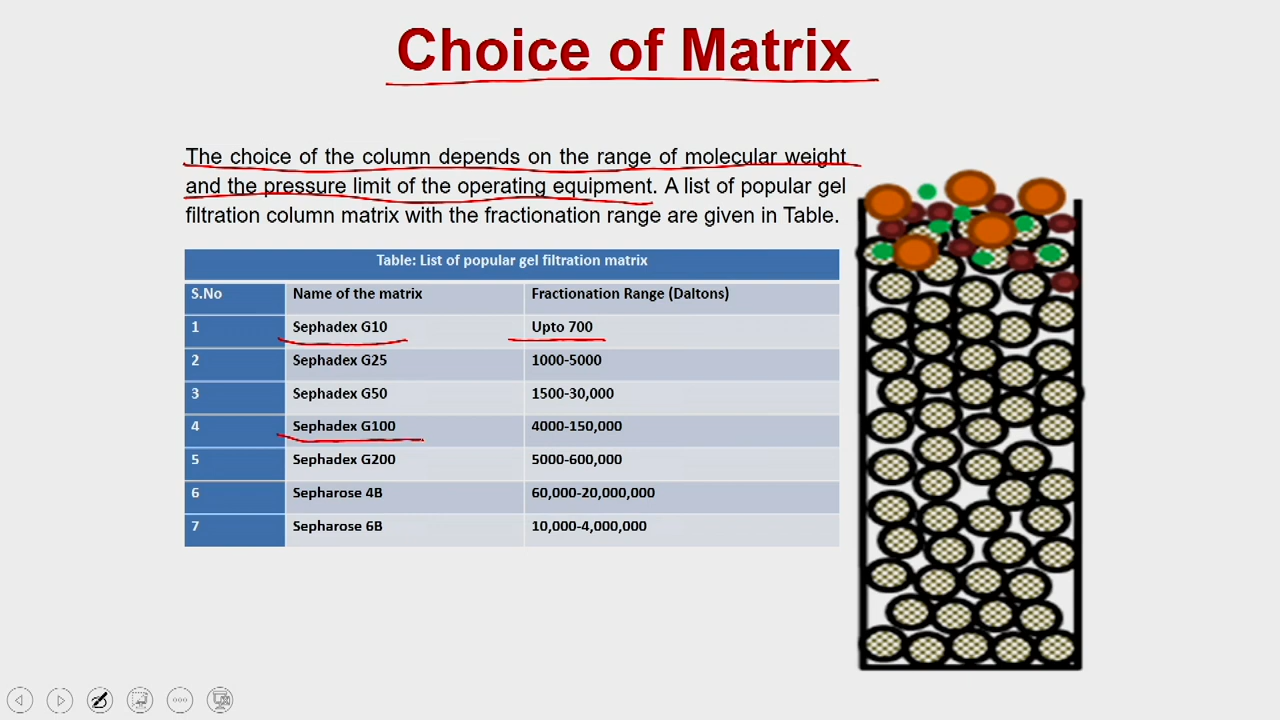 Choice of Matrix
The choice of the column depends on the range of molecular weight
and the pressure limit of the operating equipment. A list of popular gel
filtration column matrix with the fractionation range are given in Table.
Table: List of popular gel filtration matrix
S.No Name of the matrix Fractionation Range (Daltons)
1 Sephadex G10 Upto 700
2 Sephadex G25 1000-5000
3 Sephadex G50 1500-30,000
4 Sephadex G100 4000-150,000
5 Sephadex G200 5000-600,000
6 Sepharose 4B 60,000-20,000,000
7 Sepharose 6B 10,000-4,000,000